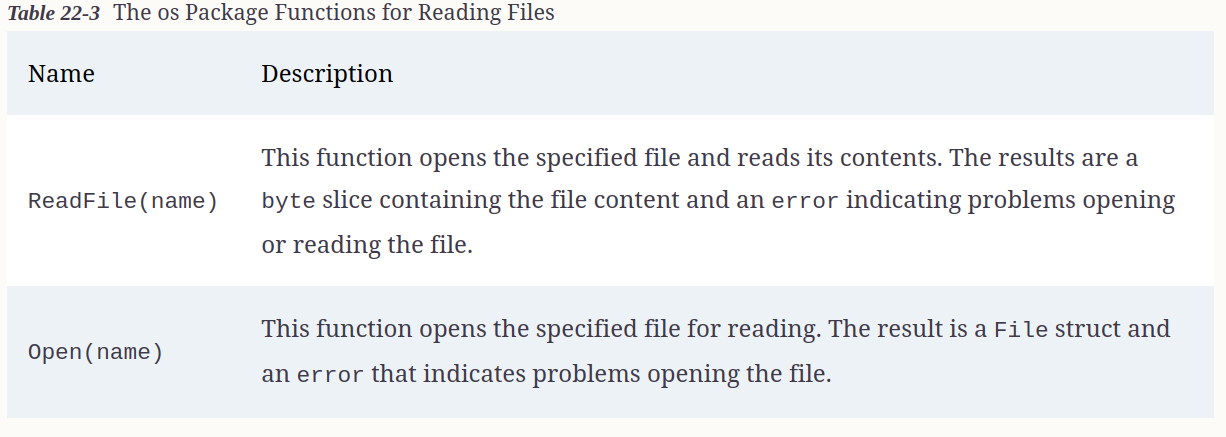 Table 22-3 The os Package Functions for Reading Files
Name Description
This function opens the specified file and reads its contents. The results are a
ReadFile(name) byte slice containing the file content and an error indicating problems opening
or reading the file.
This function opens the specified file for reading. The result is a File struct and
Open(name)
an error that indicates problems opening the file.